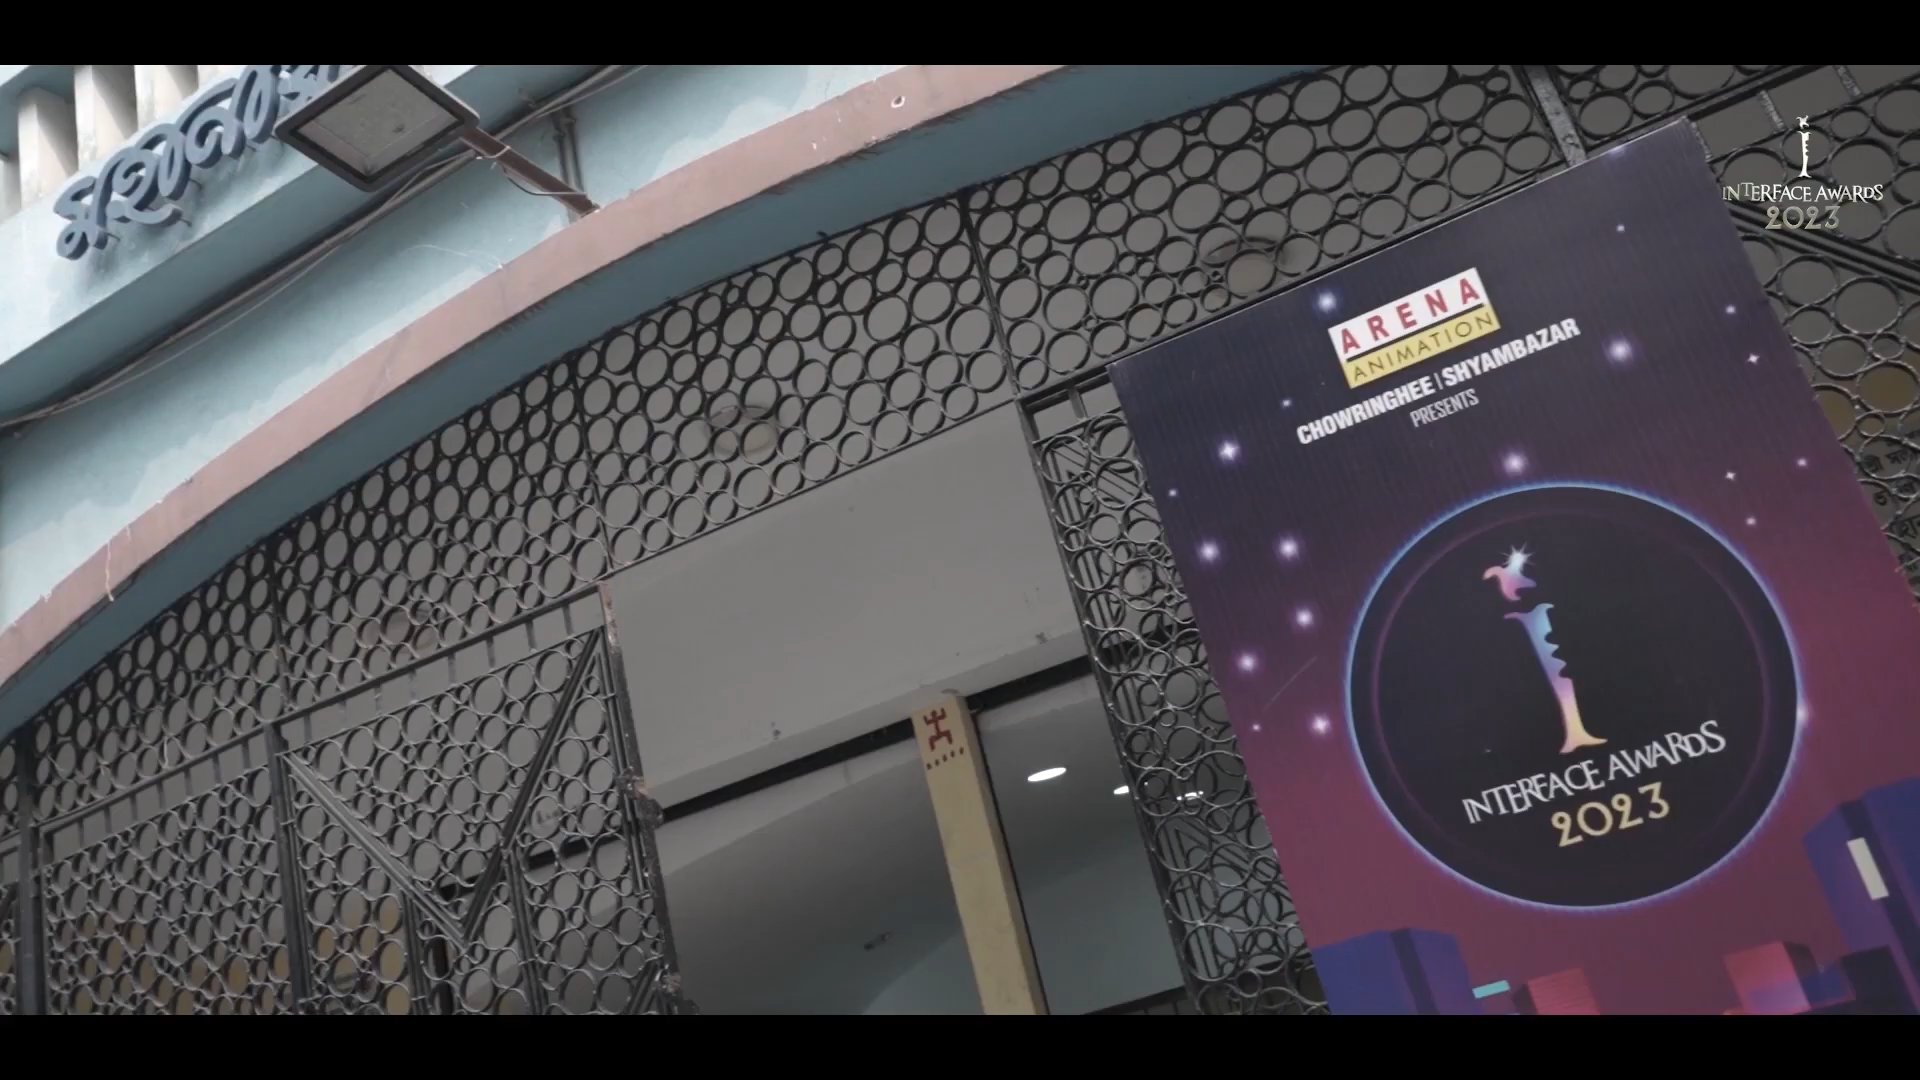 ARENA
ANIMATION
CHOWRINGHEE | SHYAMBAZAR
PRESENTS
INTERFACE AWARDS
2023
INTERFACE AWARDS
2023